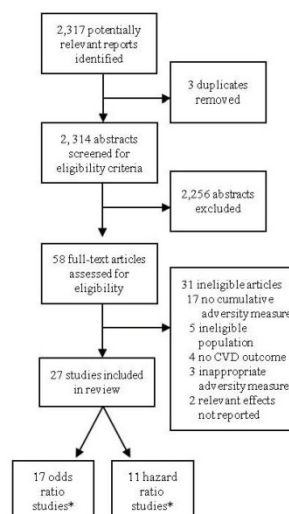 2,317 potentially
relevant reports
identified
3 duplicates
removed
2, 314 abstracts
screened for
eligibility criteria
2,256 abstracts
excluded
58 full-text articles
assessed for
eligibility
31 ineligible articles
17 no cumulative
adversity measure
5 ineligible
population
4 no CVD outcome
3 inappropriate
adversity measure
2 relevant effects
not reported
27 studies included
in review
17 odds
ratio
studies*
11 hazard
ratio
studies*